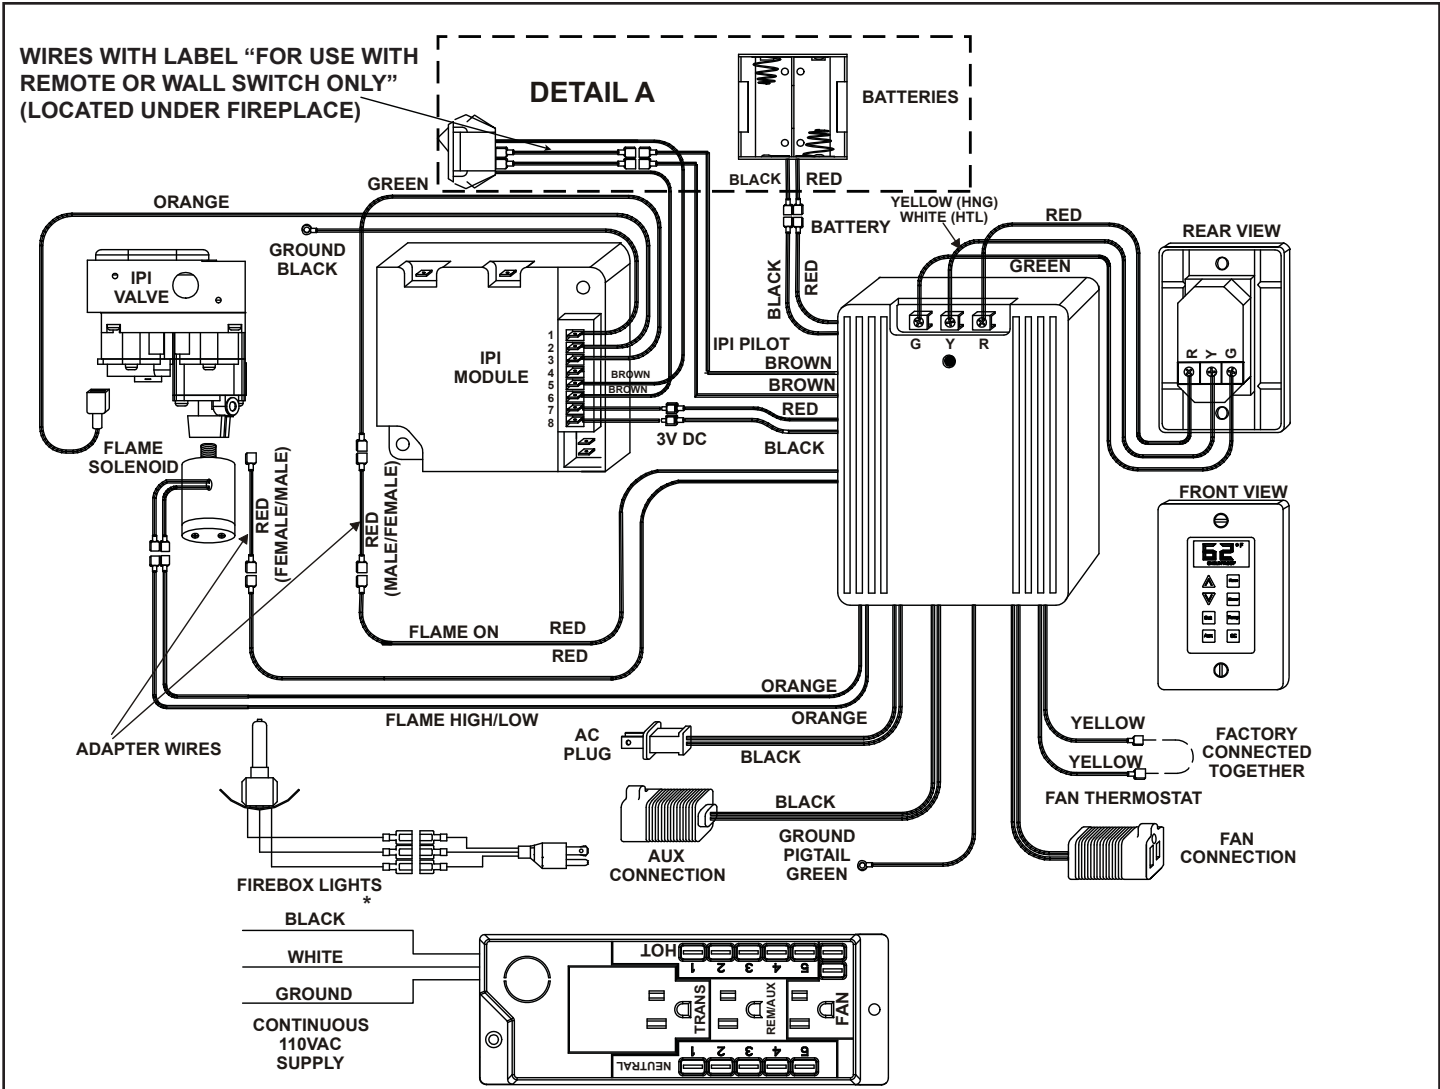 WIRES WITH LABEL “FOR USE WITH
REMOTE OR WALL SWITCH ONLY”
(LOCATED UNDER FIREPLACE)
DETAIL A
BATTERIES
BLACK
RED
BATTERY
BLACK
RED
GREEN
ORANGE
GROUND
BLACK
IPI
VALVE
IPI
MODULE
1
2
3
4
5
6
7
8
BROWN
BROWN
IPI PILOT
BROWN
BROWN
RED
3V DC
BLACK
YELLOW (HNG)
WHITE (HTL)
RED
GREEN
G Y R
REAR VIEW
R Y G
FRONT VIEW
62°F
FLAME
SOLENOID
RED
(FEMALE/MALE)
RED
(MALE/FEMALE)
FLAME ON
RED
RED
ORANGE
ORANGE
FLAME HIGH/LOW
ADAPTER WIRES
AC
PLUG
BLACK
YELLOW
YELLOW
FACTORY
CONNECTED
TOGETHER
FAN THERMOSTAT
BLACK
AUX
CONNECTION
GROUND
PIGTAIL
GREEN
FAN
CONNECTION
FIREBOX LIGHTS
*
BLACK
WHITE
GROUND
CONTINUOUS
110VAC
SUPPLY
HOT
1 2 3 4 5
TRANS
REM/AUX
FAN
NEUTRAL
1 2 3 4 5